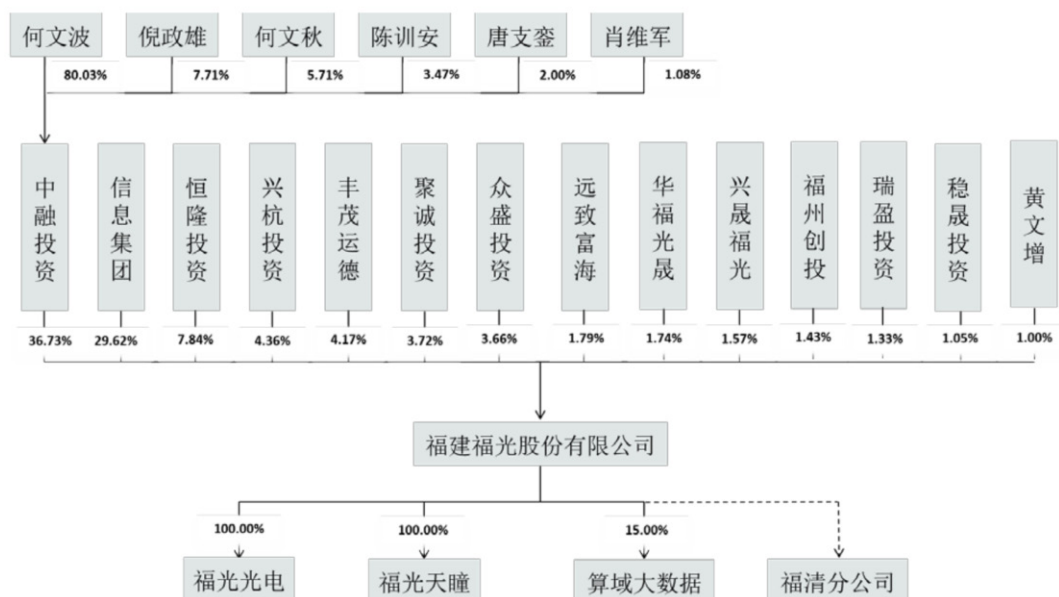 何文波 倪政雄 何文秋 陈训安 唐支銮 肖维军
80.03% 7.71% 5.71% 3.47% 2.00% 1.08%
中融投资
信息集团
恒隆投资
兴杭投资
丰茂运德
聚诚投资
众盛投资
远致富海
华福光晟
兴晟福光
福州创投
瑞盈投资
稳晟投资
黄文增
36.73% 29.62% 7.84% 4.36% 4.17% 3.72% 3.66% 1.79% 1.74% 1.57% 1.43% 1.33% 1.05% 1.00%
福建福光股份有限公司
100.00% 100.00% 15.00%
福光光电 福光天瞳 算域大数据 福清分公司